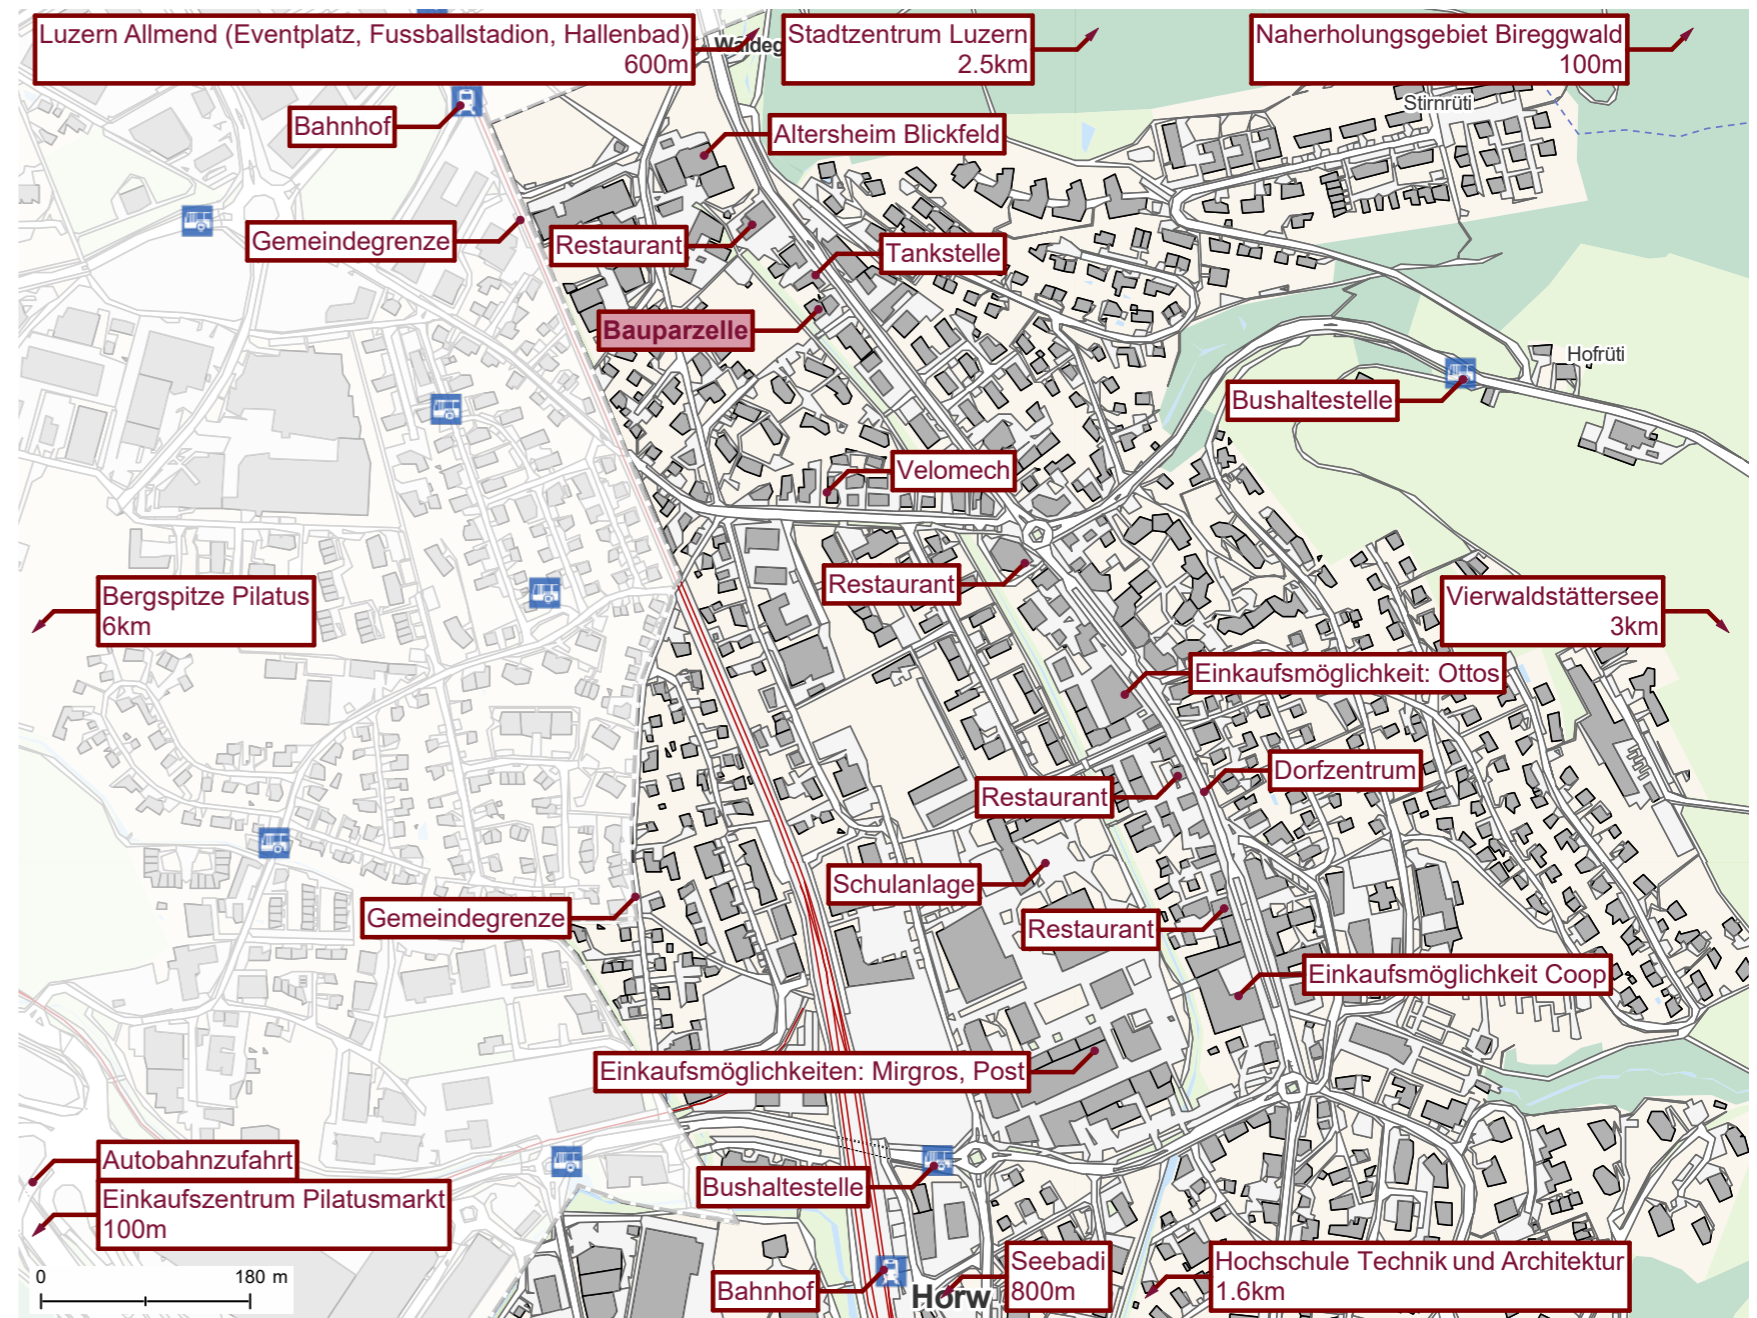 Luzern Allmend (Eventplatz, Fussballstadion, Hallenbad)
600m
Stadtzentrum Luzern
2.5km
Naherholungsgebiet Bireggwald
100m
Stirnrüti
Bahnhof
Altersheim Blickfeld
Gemeindegrenze
Restaurant
Tankstelle
Bauparzelle
Hofrüti
Bushaltestelle
Velomech
Restaurant
Bergspitze Pilatus
6km
Vierwaldstättersee
3km
Einkaufsmöglichkeit: Ottos
Dorfzentrum
Restaurant
Schulanlage
Gemeindegrenze
Restaurant
Einkaufsmöglichkeit Coop
Einkaufsmöglichkeiten: Mirgros, Post
Autobahnzufahrt
Bushaltestelle
Einkaufszentrum Pilatusmarkt
100m
Seebadi
800m
Hochschule Technik und Architektur
1.6km
Bahnhof
Horw
0 180 m